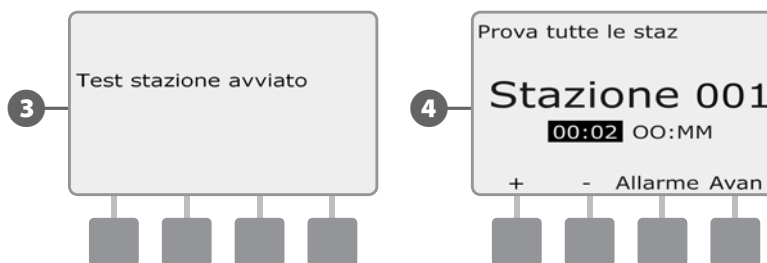 3
Test stazione avviato
4
Prova tutte le staz
Stazione 001
00:02 OO:MM
+ - Allarme Avan